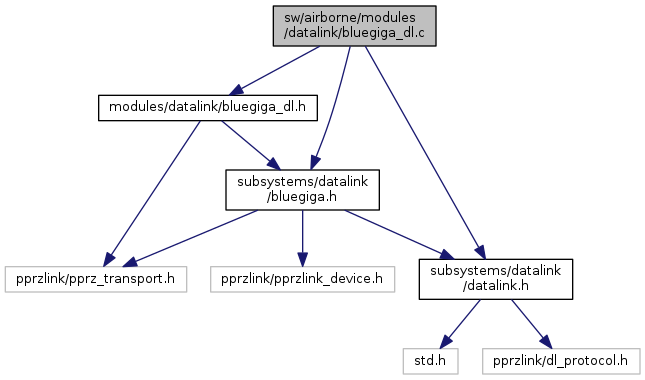 sw/airborne/modules
/datalink/bluegiga_dl.c
modules/datalink/bluegiga_dl.h
subsystems/datalink
/bluegiga.h
pprzlink/pprz_transport.h
pprzlink/pprzlink_device.h
subsystems/datalink
/datalink.h
std.h
pprzlink/dl_protocol.h